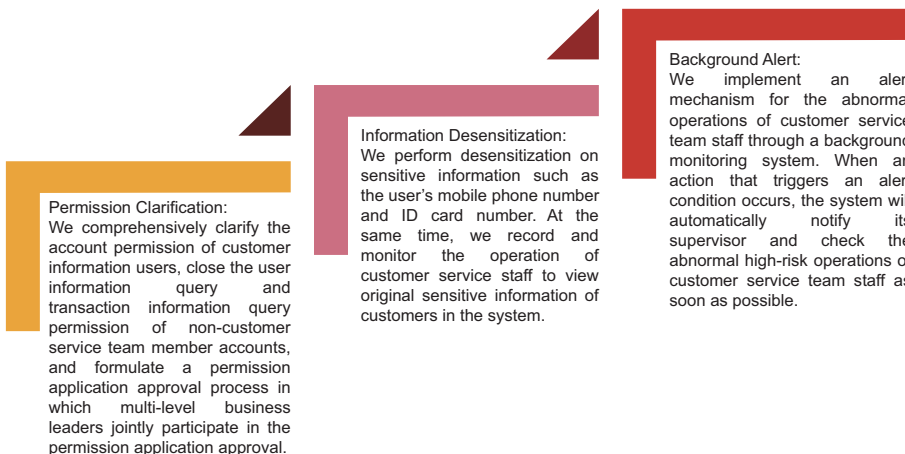 Permission Clarification:
We comprehensively clarify the
account permission of customer
information users, close the user
information query and
transaction information query
permission of non-customer
service team member accounts,
and formulate a permission
application approval process in
which multi-level business
leaders jointly participate in the
permission application approval.
Information Desensitization:
We perform desensitization on
sensitive information such as
the user's mobile phone number
and ID card number. At the
same time, we record and
monitor the operation of
customer service staff to view
original sensitive information of
customers in the system.
Background Alert:
We implement an aler
mechanism for the abnorma
operations of customer service
team staff through a background
monitoring system. When an
action that triggers an aler
condition occurs, the system wil
automatically notify its
supervisor and check the
abnormal high-risk operations o
customer service team staff as
soon as possible.